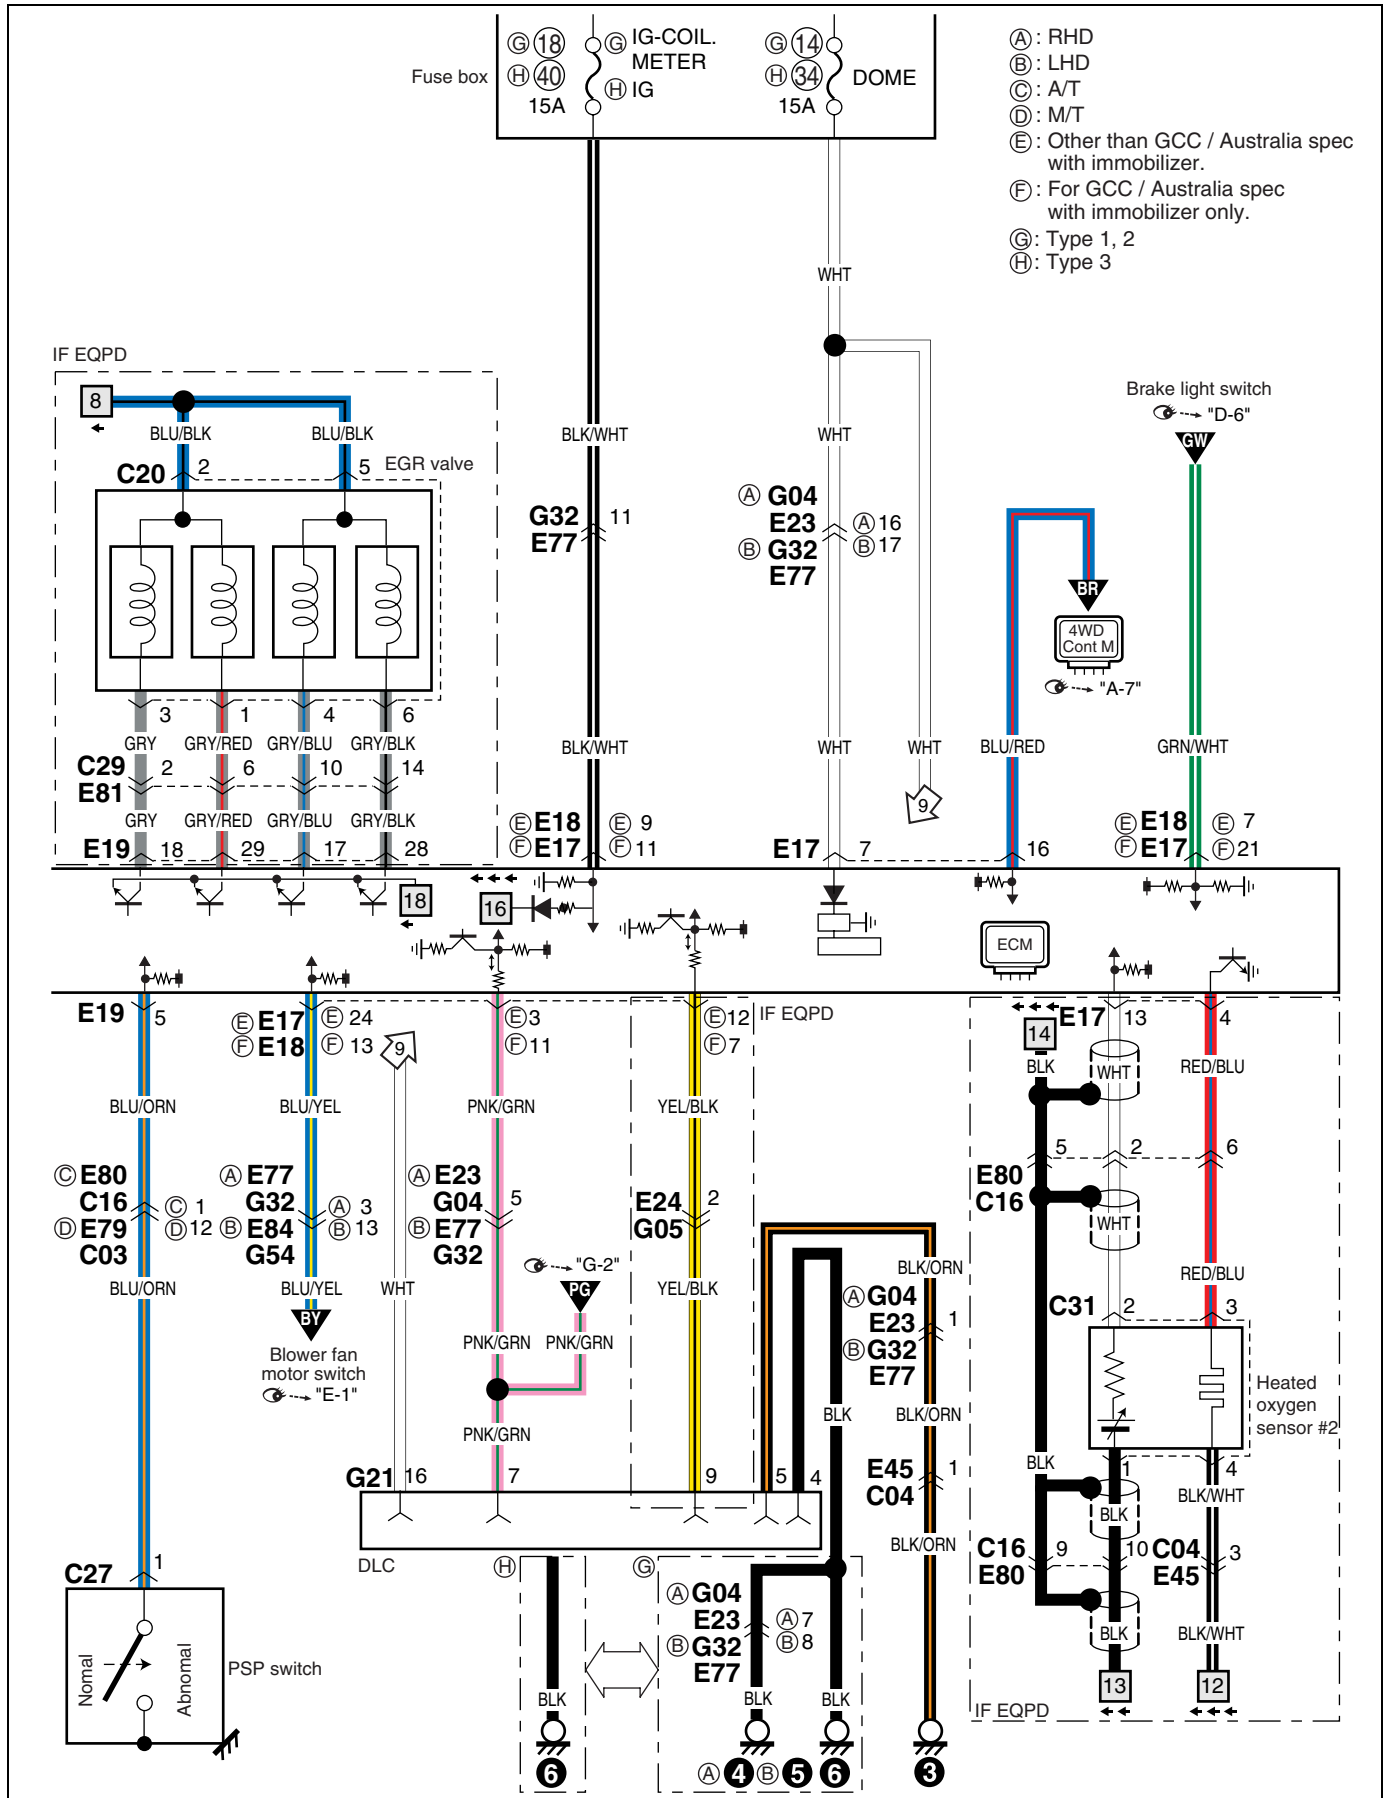 Fuse box
G 18 G IG-COIL.
METER
H 40 H IG
15A
G 14
H 34 DOME
15A
A : RHD
B : LHD
C : A/T
D : M/T
E : Other than GCC / Australia spec
with immobilizer.
F : For GCC / Australia spec
with immobilizer only.
G : Type 1, 2
H : Type 3
WHT
IF EQPD
8
BLU/BLK BLU/BLK
C20 2 5 EGR valve
BLK/WHT
WHT
Brake light switch
"D-6"
GW
G32 11
E77
A G04
E23 A 16
B G32 B 17
E77
BR
4WD
Cont M
"A-7"
3 1 4 6
GRY GRY/RED GRY/BLU GRY/BLK
BLK/WHT WHT WHT BLU/RED GRN/WHT
C29 2 6 10 14
E81
9
GRY GRY/RED GRY/BLU GRY/BLK
E19 18 29 17 28
E E18 E 9
F E17 F 11
E17 7 16
E E18 E 7
F E17 F 21
18
16
ECM
E19 5
E E17 E 24
F E18 F 13
9
E 3
F 11
E 12
F 7
IF EQPD
14
E17 13 4
BLK WHT RED/BLU
BLU/ORN BLU/YEL PNK/GRN YEL/BLK
5 2 6
E80
C16
C E80
C16 C 1
D E79 D 12
C03
A E77
G32 A 3
B E84 B 13
G54
A E23
G04 5
B E77
G32
E24 2
G05
WHT
BLU/ORN BLU/YEL WHT YEL/BLK
"G-2"
PG
BLK/ORN
RED/BLU
A G04
E23 1
B G32
E77
C31 2 3
BY
Blower fan
motor switch
"E-1"
PNK/GRN PNK/GRN
Heated
oxygen
sensor #2
PNK/GRN
BLK BLK/ORN
BLK
G21 16 7 9 5 4
E45 1
C04
1 4
BLK BLK/WHT
DLC
BLK/ORN
C16 9 10
E80
C04 3
E45
C27 1
H
G
A G04
E23 A 7
B G32 B 8
E77
BLK BLK/WHT
Nomal
Abnomal
PSP switch
BLK BLK BLK
13 12
IF EQPD
6
A 4 B 5 6 3